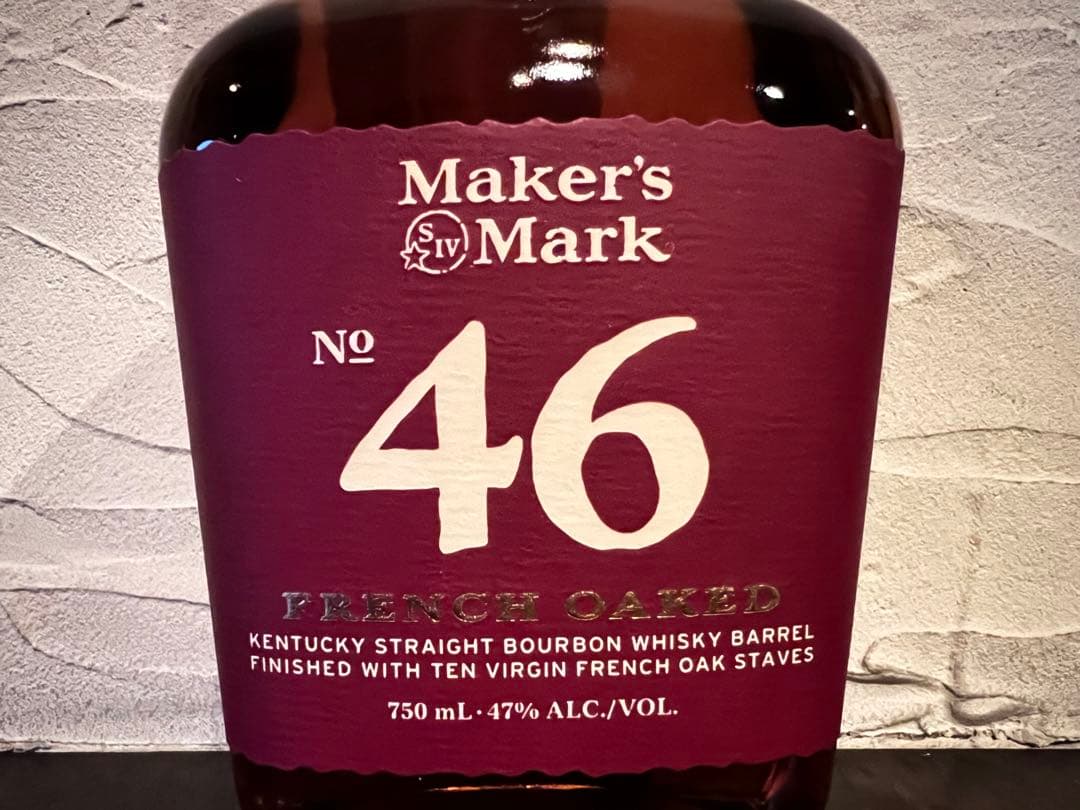 Maker's
S IV Mark
Nº 46
FRENCH OAKED
KENTUCKY STRAIGHT BOURBON WHISKY BARREL
FINISHED WITH TEN VIRGIN FRENCH OAK STAVES
750 mL · 47% ALC./VOL.